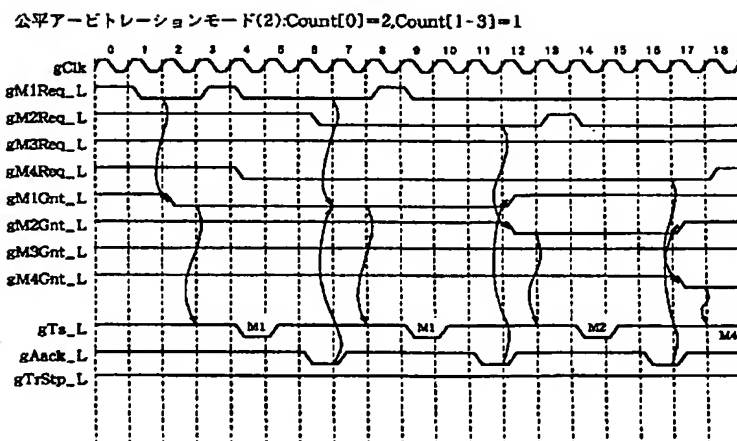 公平アービトレーションモード(2):Count[0]=2,Count[1-3]=1
0 1 2 3 4 5 6 7 8 9 10 11 12 13 14 15 16 17 18
gClk
gM1Req_L
gM2Req_L
gM3Req_L
gM4Req_L
gM1Gnt_L
gM2Gnt_L
gM3Gnt_L
gM4Gnt_L
gTs_L M1 M1 M2 M4
gAack_L
gTrStp_L